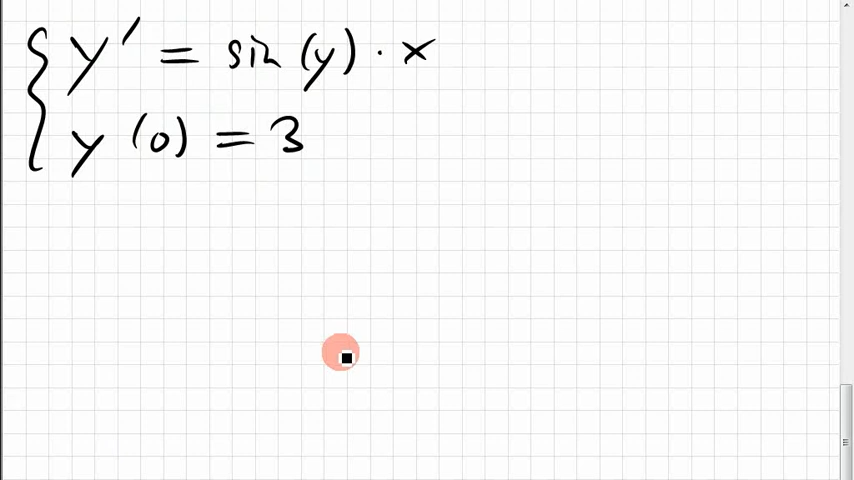 y' = sin(y) · x
y(0) = 3